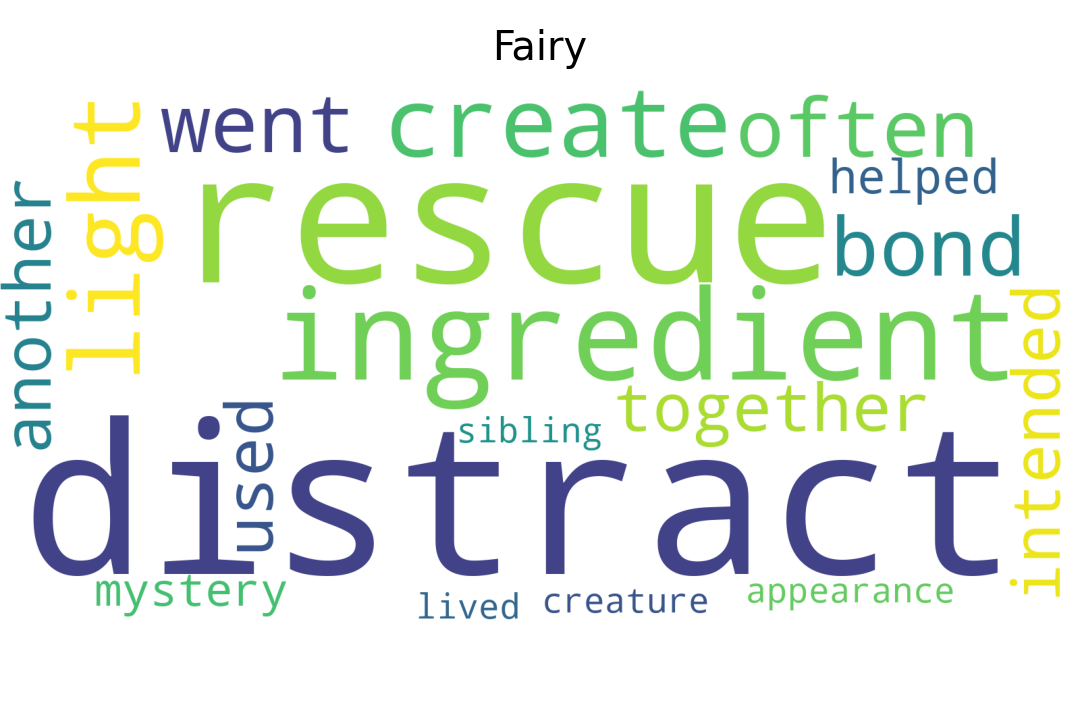 Fairy
went
create
often
light
rescue
helped
another
bond
ingredient
intended
together
used
sibling
distract
mystery
lived
creature
appearance